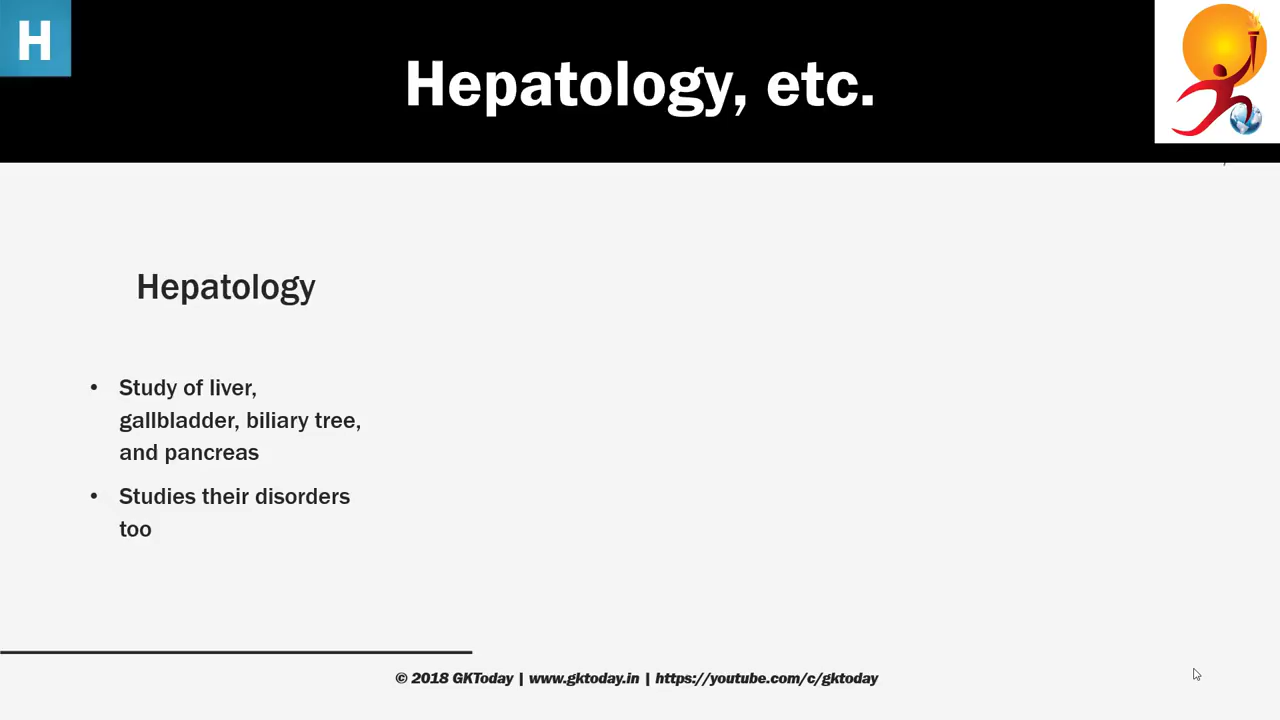 H
Hepatology, etc.
Hepatology
• Study of liver,
gallbladder, biliary tree,
and pancreas
• Studies their disorders
too
© 2018 GKToday | www.gktoday.in | https://youtube.com/c/gktoday